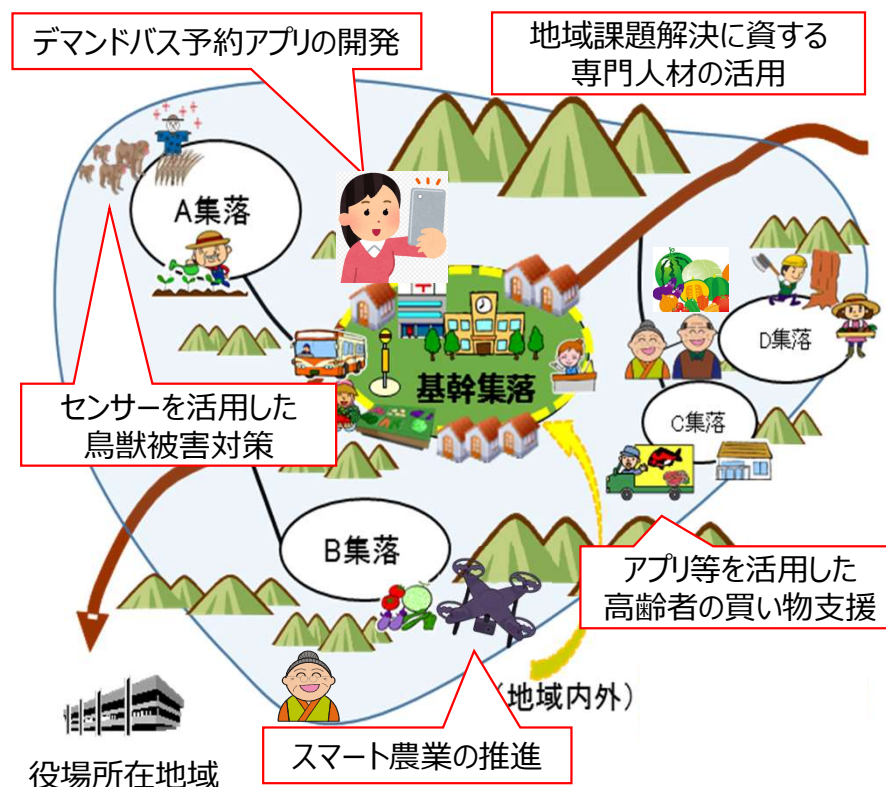 デマンドバス予約アプリの開発
地域課題解決に資する
専門人材の活用
A集落
基幹集落
D集落
C集落
センサーを活用した
鳥獣被害対策
B集落
アプリ等を活用した
高齢者の買い物支援
地域内外）
スマート農業の推進
役場所在地域